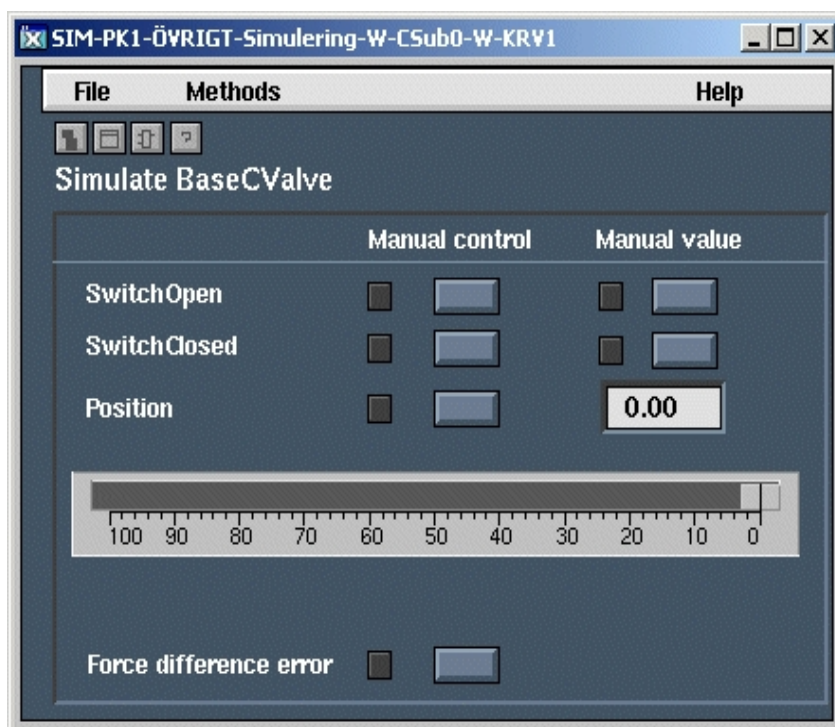 SIM-PK1-ÖVRIGT-Simulering-W-CSub0-W-KRV1
File Methods Help
?
Simulate BaseCValve
Manual control Manual value
SwitchOpen
SwitchClosed
Position 0.00
100 90 80 70 60 50 40 30 20 10 0
Force difference error